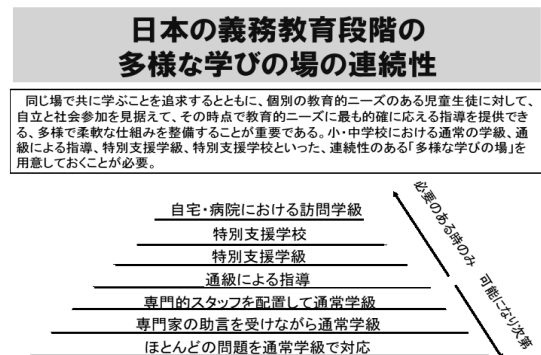 日本の義務教育段階の
多様な学びの場の連続性
同じ場で共に学ぶことを追求するとともに、個別の教育的ニーズのある児童生徒に対して、
自立と社会参加を見据えて、その時点で教育的ニーズに最も的確に応える指導を提供でき
る、多様で柔軟な仕組みを整備することが重要である。小・中学校における通常の学級、通
級による指導、特別支援学級、特別支援学校といった、連続性のある「多様な学びの場」を
用意しておくことが必要。
自宅・病院における訪問学級
特別支援学校
特別支援学級
通級による指導
専門的スタッフを配置して通常学級
専門家の助言を受けながら通常学級
ほとんどの問題を通常学級で対応
必要のある時のみ
可能になり次第